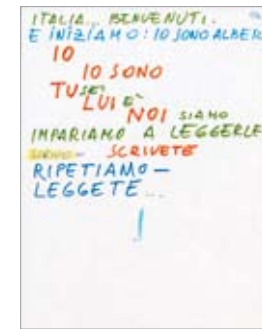 ITALIA... BENVENUTI.
E INIZIAMO: IO SONO ALBER
IO
IO SONO
TU SEI
LUI È
NOI SIAMO
IMPARIAMO A LEGGERLE
SCRIVETE
RIPETIAMO —
LEGGETE ...